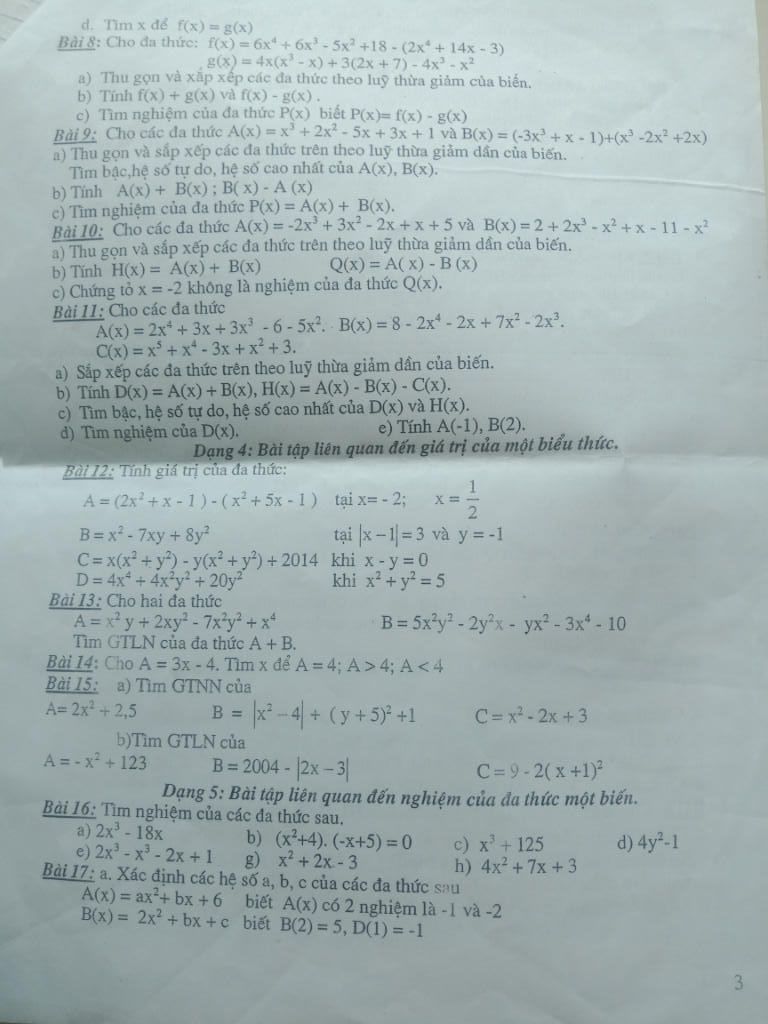 d. Tìm x để f(x) = g(x)
Bài 8: Cho đa thức: f(x) = 6x⁴ + 6x³ - 5x² +18 - (2x⁴ + 14x - 3)
g(x) = 4x(x³ - x) + 3(2x + 7) - 4x³ - x²
a) Thu gọn và xắp xếp các đa thức theo luỹ thừa giảm của biến.
b) Tính f(x) + g(x) và f(x) - g(x) .
c) Tìm nghiệm của đa thức P(x) biết P(x)= f(x) - g(x)
Bài 9: Cho các đa thức A(x) = x³ + 2x² - 5x + 3x + 1 và B(x) = (-3x³ + x - 1)+(x³ -2x² +2x)
a) Thu gọn và sắp xếp các đa thức trên theo luỹ thừa giảm dần của biến.
Tìm bậc,hệ số tự do, hệ số cao nhất của A(x), B(x).
b) Tính A(x) + B(x) ; B( x) - A (x)
c) Tìm nghiệm của đa thức P(x) = A(x) + B(x).
Bài 10: Cho các đa thức A(x) = -2x³ + 3x² - 2x + x + 5 và B(x) = 2 + 2x³ - x² + x - 11 - x²
a) Thu gọn và sắp xếp các đa thức trên theo luỹ thừa giảm dần của biến.
b) Tính H(x) = A(x) + B(x) Q(x) = A( x) - B (x)
c) Chứng tỏ x = -2 không là nghiệm của đa thức Q(x).
Bài 11: Cho các đa thức
A(x) = 2x⁴ + 3x + 3x³ - 6 - 5x². B(x) = 8 - 2x⁴ - 2x + 7x² - 2x³.
C(x) = x⁵ + x⁴ - 3x + x² + 3.
a) Sắp xếp các đa thức trên theo luỹ thừa giảm dần của biến.
b) Tính D(x) = A(x) + B(x), H(x) = A(x) - B(x) - C(x).
c) Tìm bậc, hệ số tự do, hệ số cao nhất của D(x) và H(x).
d) Tìm nghiệm của D(x). e) Tính A(-1), B(2).
Dạng 4: Bài tập liên quan đến giá trị của một biểu thức.
Bài 12: Tính giá trị của đa thức:
A = (2x² + x - 1 ) - ( x² + 5x - 1 ) tại x= - 2; x = 1/2
B = x² - 7xy + 8y² tại |x − 1| = 3 và y = -1
C = x(x² + y²) - y(x² + y²) + 2014 khi x - y = 0
D = 4x⁴ + 4x²y² + 20y² khi x² + y² = 5
Bài 13: Cho hai đa thức
A = x² y + 2xy² - 7x²y² + x⁴ B = 5x²y² - 2y²x - yx² - 3x⁴ - 10
Tìm GTLN của đa thức A + B.
Bài 14: Cho A = 3x - 4. Tìm x để A = 4; A > 4; A < 4
Bài 15: a) Tìm GTNN của
A= 2x² + 2,5 B = |x² − 4| + ( y + 5)² +1 C = x² - 2x + 3
b)Tìm GTLN của
A = - x² + 123 B = 2004 - |2x − 3| C = 9 - 2( x +1)²
Dạng 5: Bài tập liên quan đến nghiệm của đa thức một biến.
Bài 16: Tìm nghiệm của các đa thức sau.
a) 2x³ - 18x b) (x²+4). (-x+5) = 0 c) x³ + 125 d) 4y²-1
e) 2x³ - x³ - 2x + 1 g) x² + 2x - 3 h) 4x² + 7x + 3
Bài 17: a. Xác định các hệ số a, b, c của các đa thức sau
A(x) = ax²+ bx + 6 biết A(x) có 2 nghiệm là -1 và -2
B(x) = 2x² + bx + c biết B(2) = 5, D(1) = -1
3